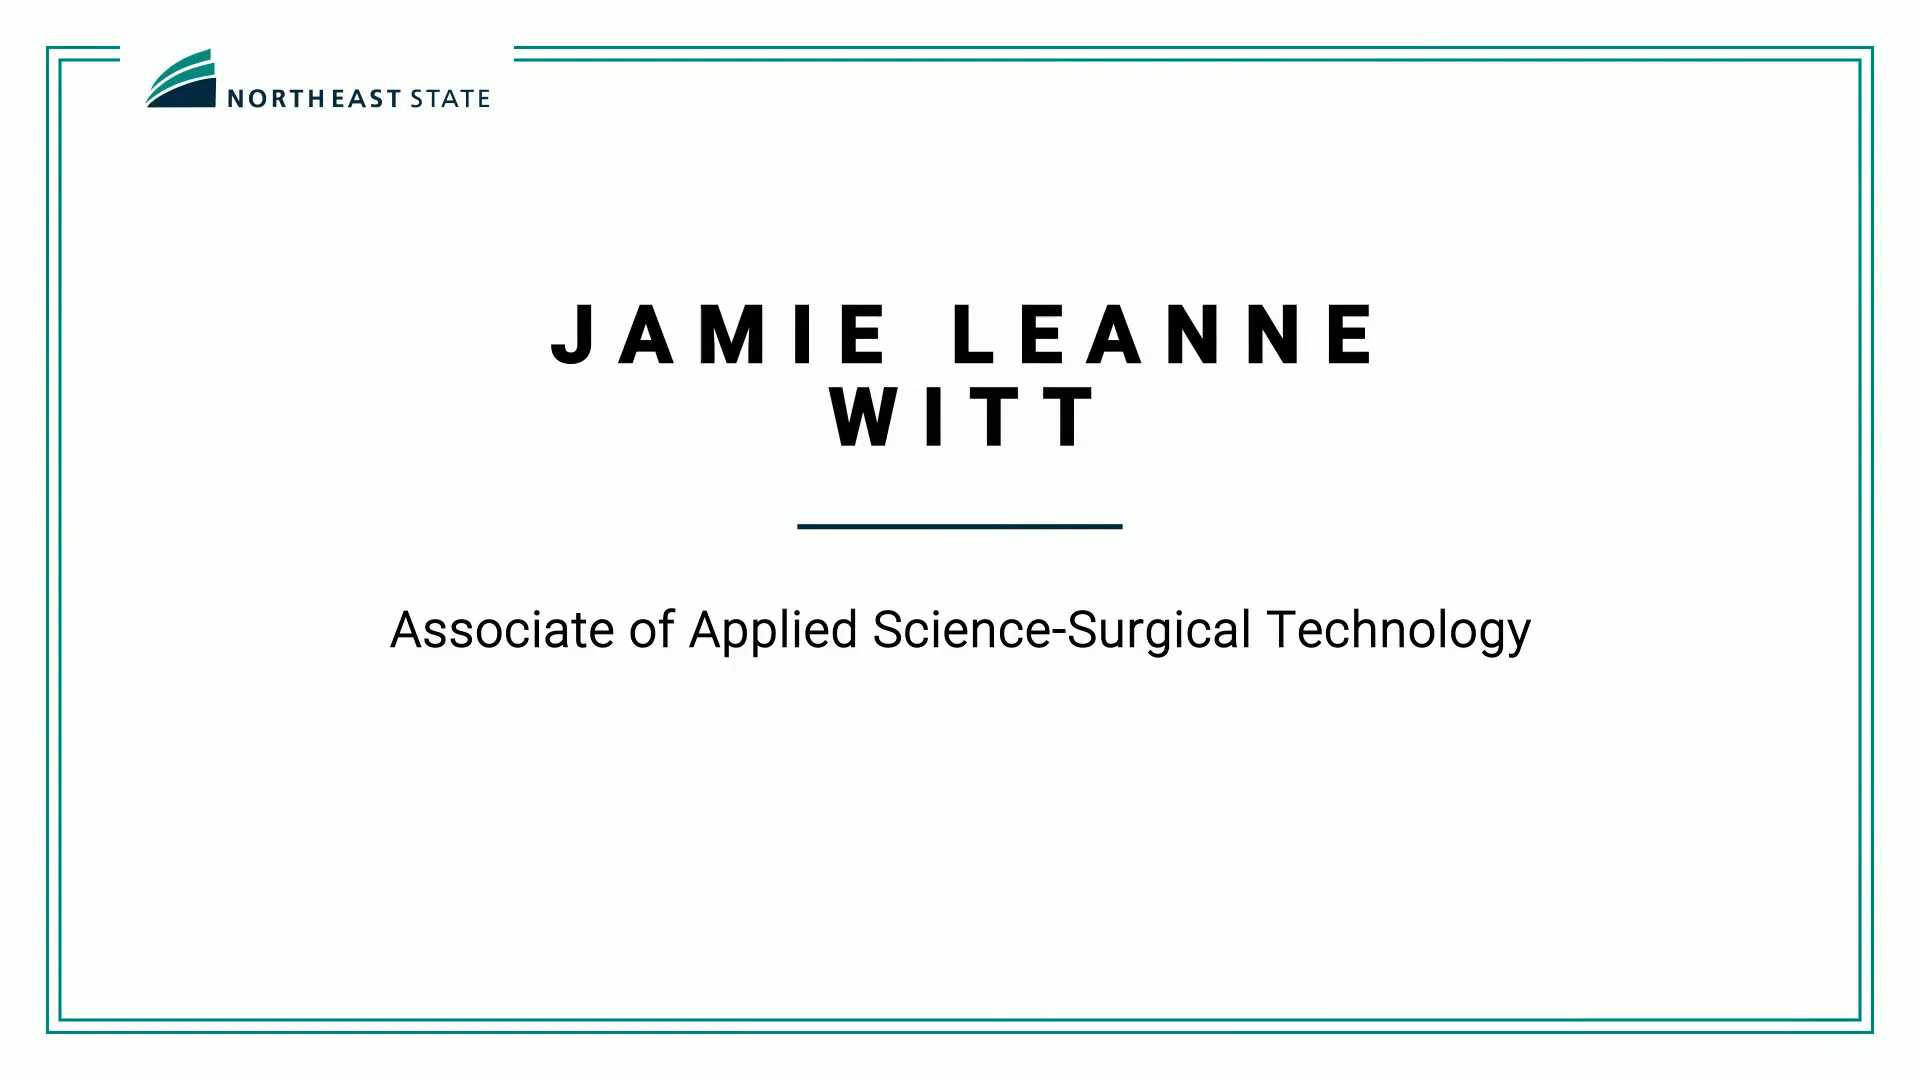 NORTHEAST STATE
JAMIE LEANNE
WITT
Associate of Applied Science-Surgical Technology